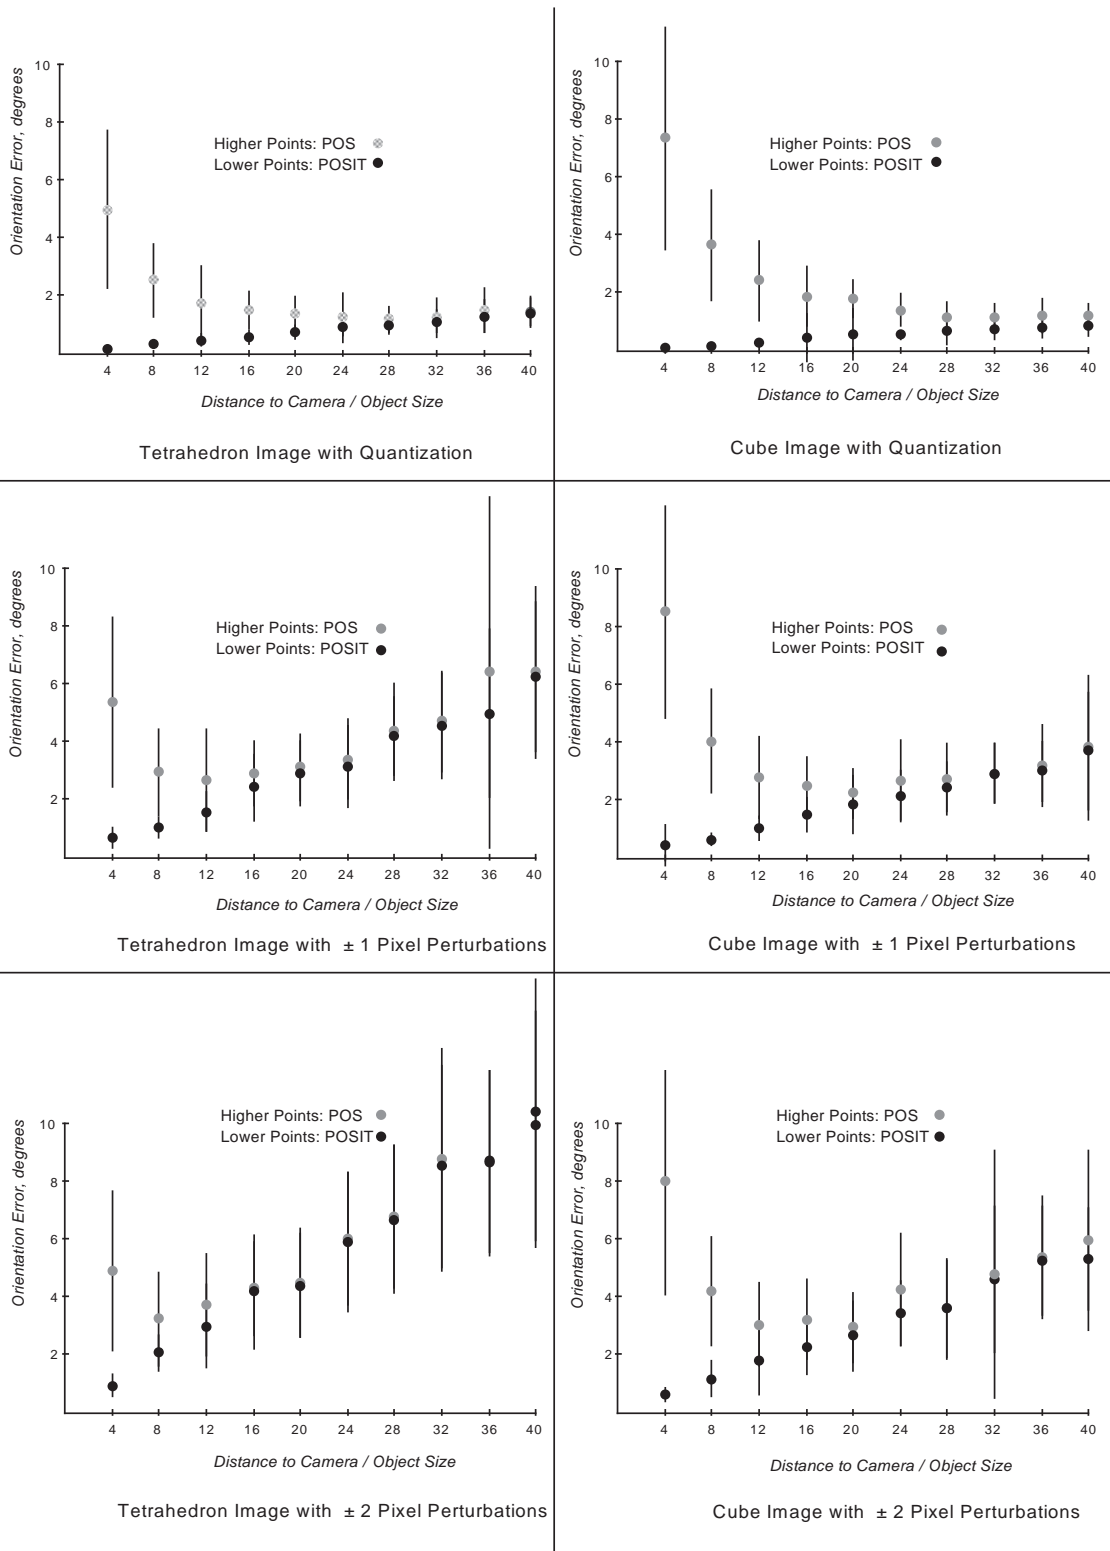 Orientation Error, degrees
10
8
6
4
2
Higher Points: POS
Lower Points: POSIT
4 8 12 16 20 24 28 32 36 40
Distance to Camera / Object Size
Tetrahedron Image with Quantization
Orientation Error, degrees
10
8
6
4
2
Higher Points: POS
Lower Points: POSIT
4 8 12 16 20 24 28 32 36 40
Distance to Camera / Object Size
Cube Image with Quantization
Orientation Error, degrees
10
8
6
4
2
Higher Points: POS
Lower Points: POSIT
4 8 12 16 20 24 28 32 36 40
Distance to Camera / Object Size
Tetrahedron Image with ± 1 Pixel Perturbations
Orientation Error, degrees
10
8
6
4
2
Higher Points: POS
Lower Points: POSIT
4 8 12 16 20 24 28 32 36 40
Distance to Camera / Object Size
Cube Image with ± 1 Pixel Perturbations
Orientation Error, degrees
10
8
6
4
2
Higher Points: POS
Lower Points: POSIT
4 8 12 16 20 24 28 32 36 40
Distance to Camera / Object Size
Tetrahedron Image with ± 2 Pixel Perturbations
Orientation Error, degrees
10
8
6
4
2
Higher Points: POS
Lower Points: POSIT
4 8 12 16 20 24 28 32 36 40
Distance to Camera / Object Size
Cube Image with ± 2 Pixel Perturbations